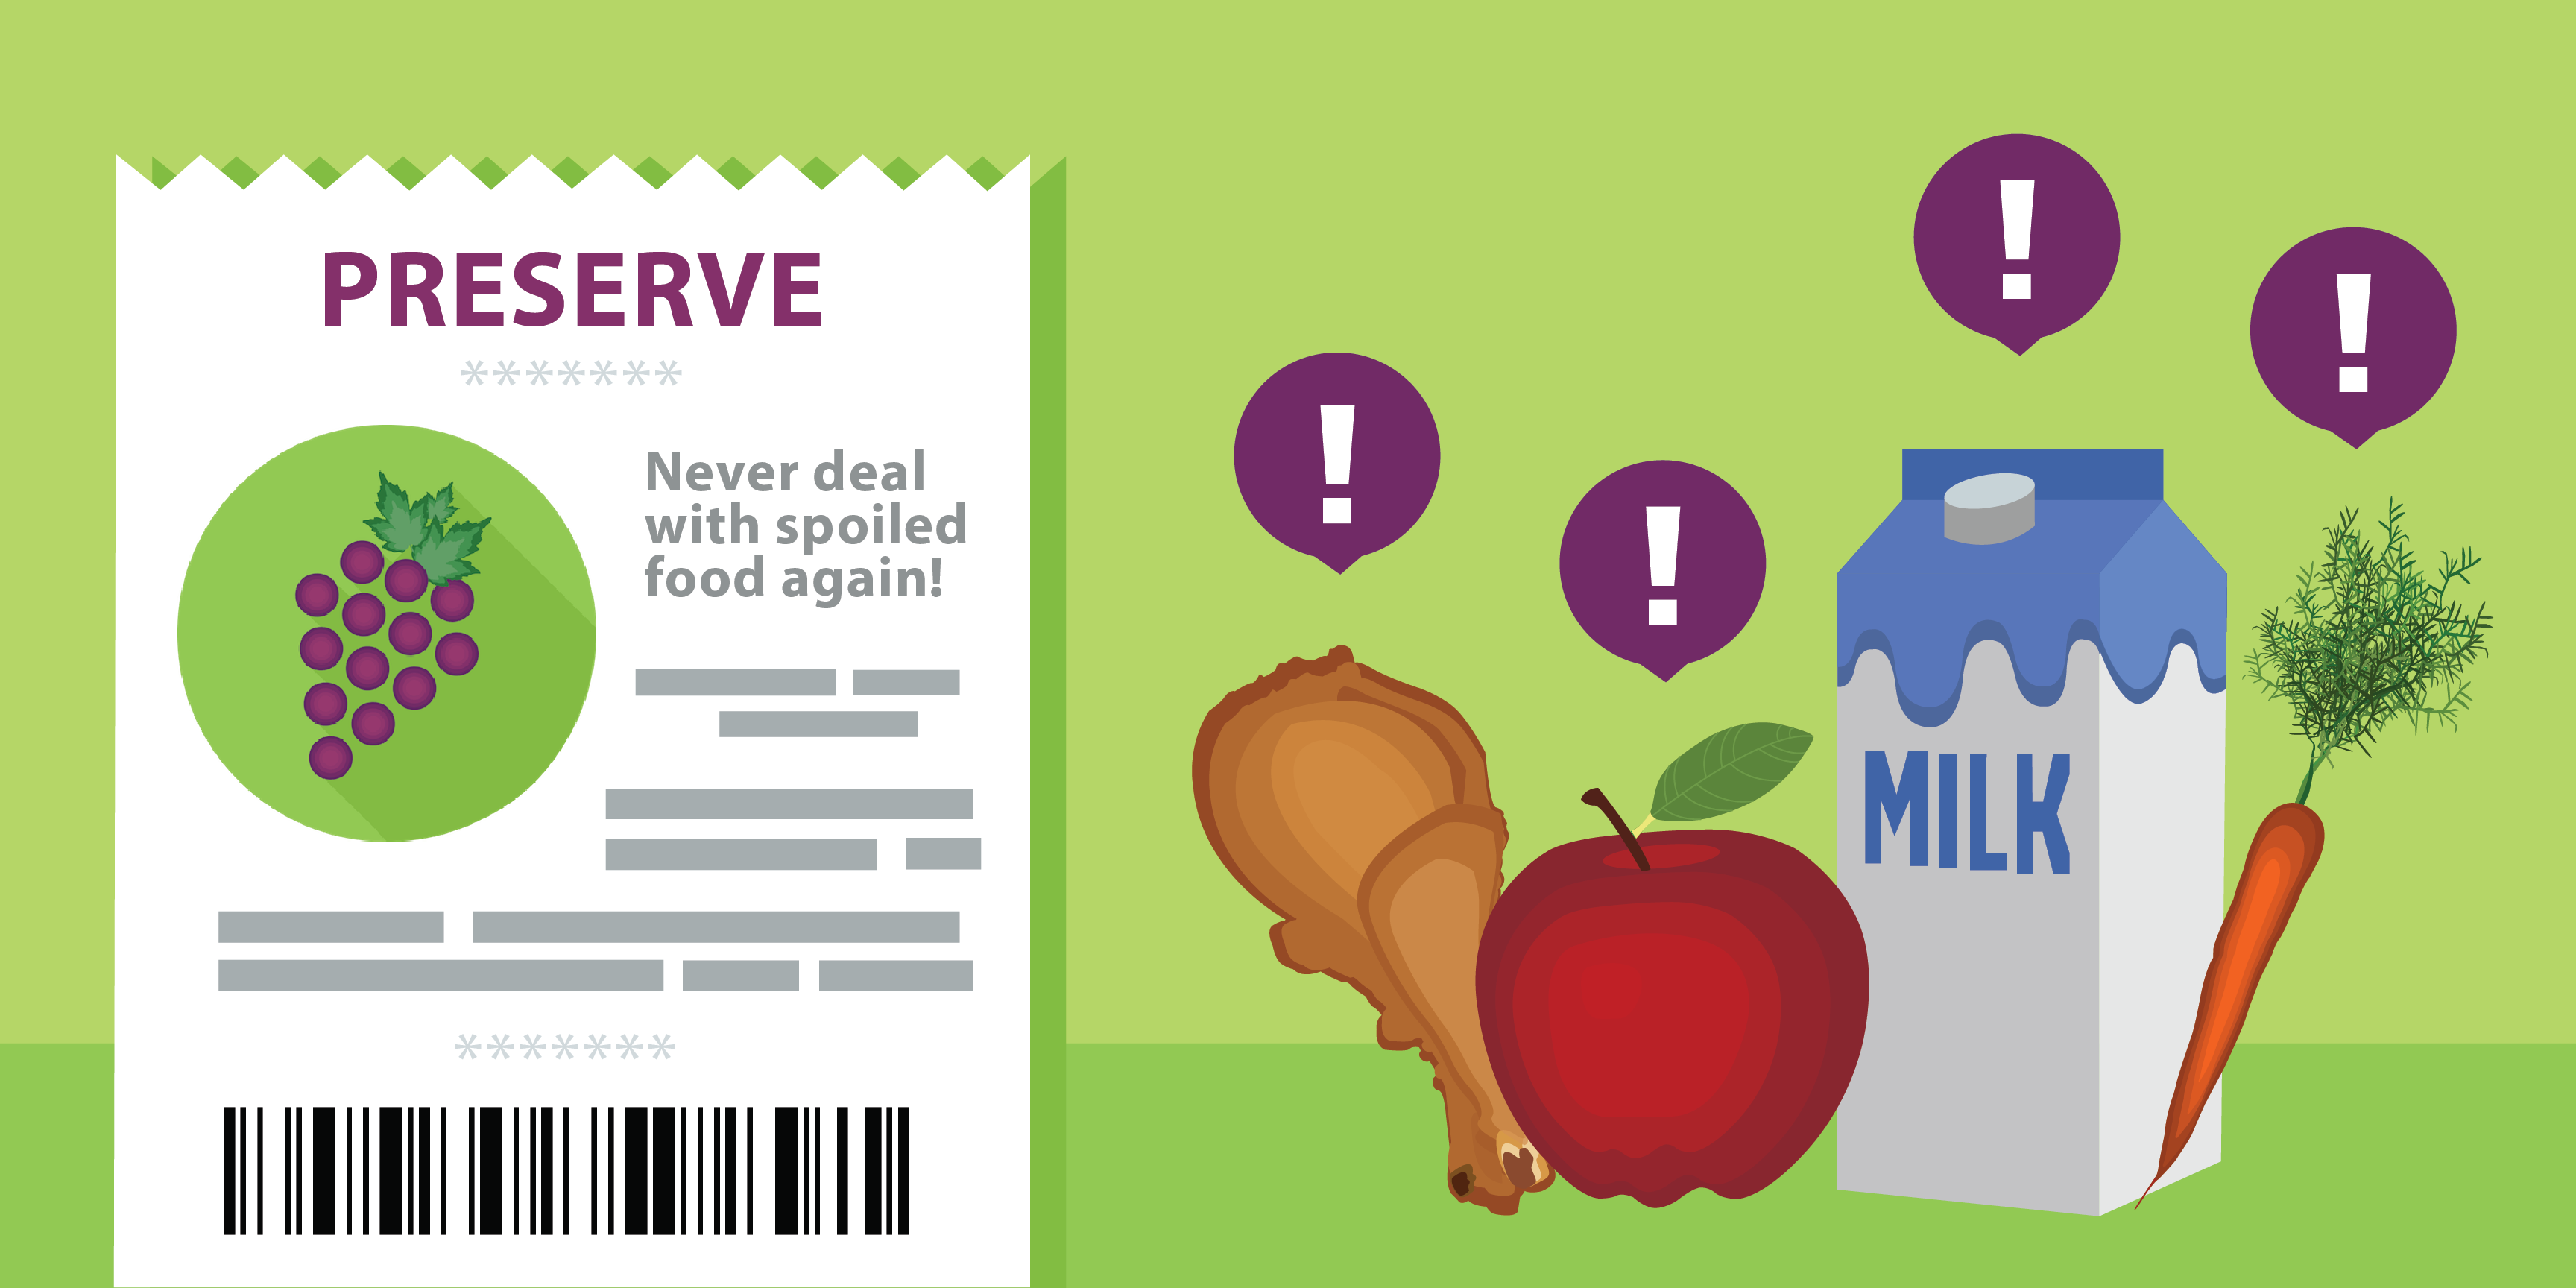 PRESERVE
*******
Never deal
with spoiled
food again!
*******
!
!
!
!
MILK